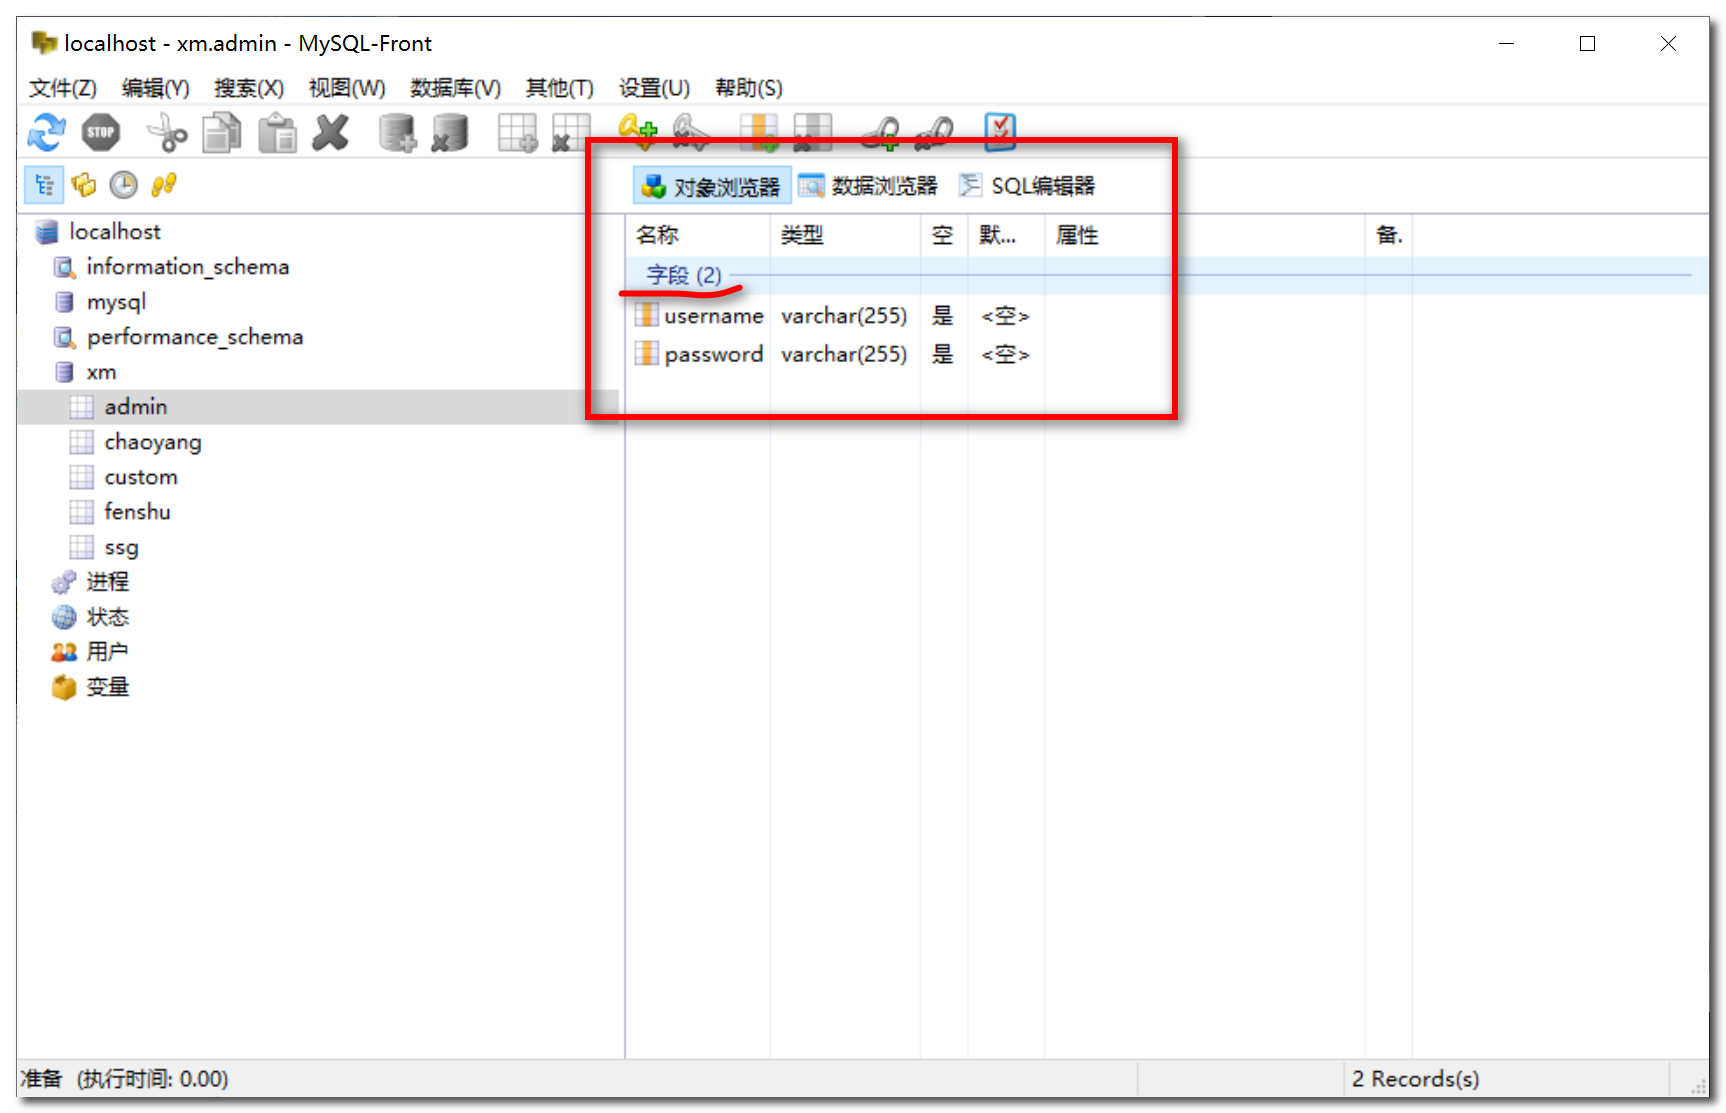 localhost - xm.admin - MySQL-Front
文件(Z) 编辑(Y) 搜索(X) 视图(W) 数据库(V) 其他(T) 设置(U) 帮助(S)
STOP
对象浏览器 数据浏览器 SQL编辑器
localhost
information_schema
mysql
performance_schema
xm
admin
chaoyang
custom
fenshu
ssg
进程
状态
用户
变量
名称 类型 空 默... 属性 备.
字段 (2)
username varchar(255) 是 <空>
password varchar(255) 是 <空>
准备 (执行时间: 0.00) 2 Records(s)